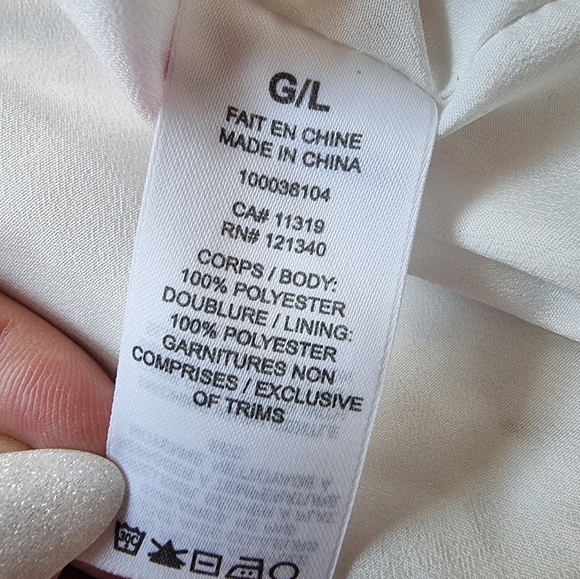 G/L
FAIT EN CHINE
MADE IN CHINA
100036104
CA# 11319
RN# 121340
CORPS / BODY:
100% POLYESTER
DOUBLURE / LINING:
100% POLYESTER
GARNITURES NON
COMPRISES / EXCLUSIVE
OF TRIMS
30C